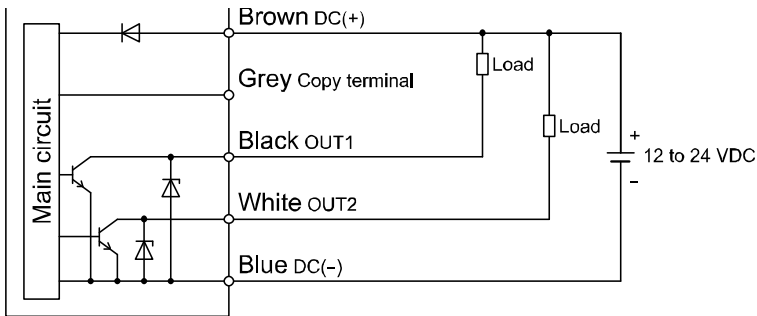 Main circuit
Brown DC(+)
Grey Copy terminal
Black OUT1
White OUT2
Blue DC(−)
Load
Load
+
12 to 24 VDC
−